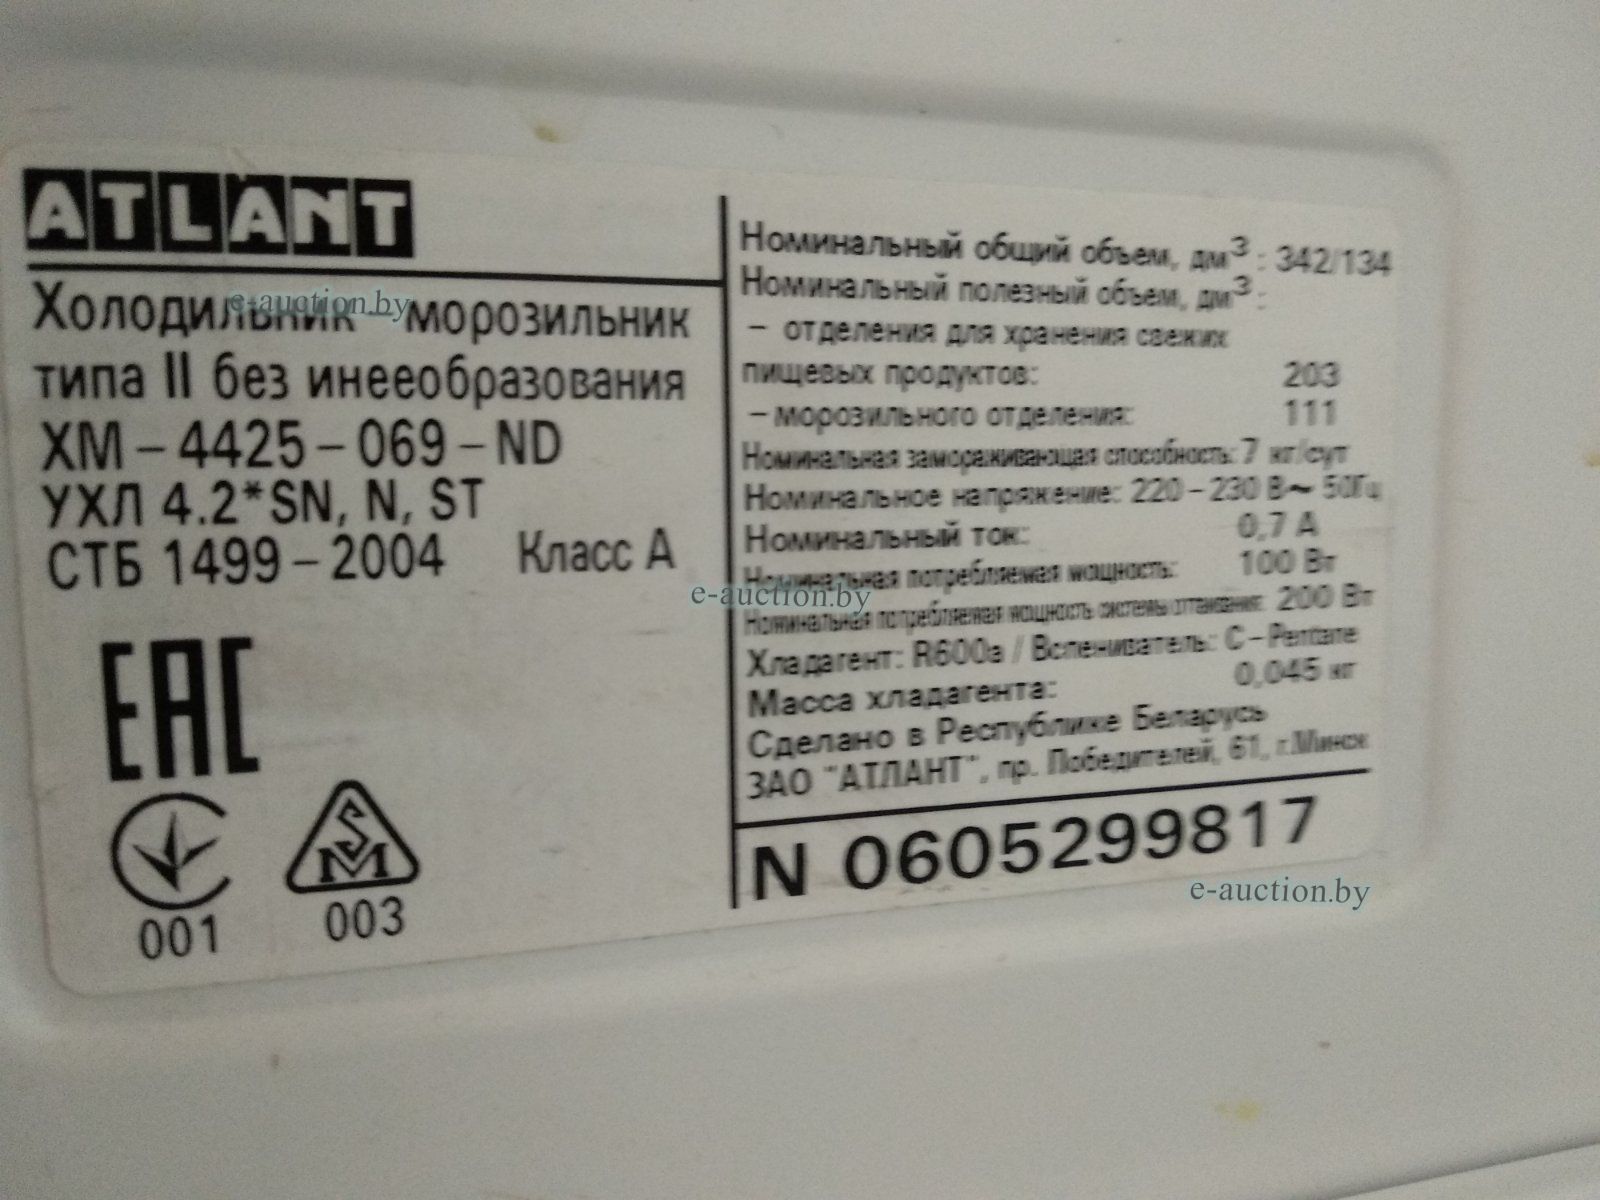 ATLANT
Холодильник - морозильник
типа II без инееобразования
ХМ – 4425 – 069 – ND
УХЛ 4.2*SN, N, ST
СТБ 1499 – 2004 Класс А
ЕАС
001
SM
003
Номинальный общий объем, дм³: 342/134
Номинальный полезный объем, дм³:
– отделения для хранения свежих
пищевых продуктов: 203
– морозильного отделения: 111
Номинальная замораживающая способность: 7 кг/сут
Номинальное напряжение: 220 – 230 В~ 50Гц
Номинальный ток: 0,7 А
Номинальная потребляемая мощность: 100 Вт
Номинальная потребляемая мощность системы оттаивания: 200 Вт
Хладагент: R600a / Вспениватель: C – Pentane
Масса хладагента: 0,045 кг
Сделано в Республике Беларусь
ЗАО "АТЛАНТ", пр. Победителей, 61, г.Минск
N 0605299817
e-auction.by
e-auction.by
e-auction.by